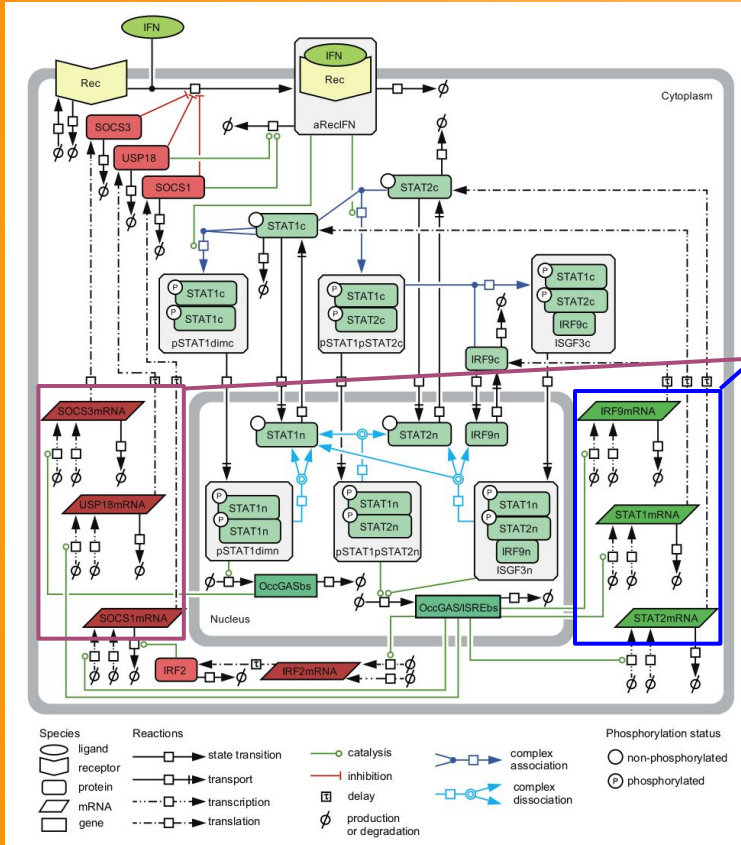 IFN
Rec
IFN
Rec
aRecIFN
Cytoplasm
ϕ
ϕ
ϕ
SOCS3
USP18
SOCS1
ϕ
ϕ
ϕ
ϕ
ϕ
ϕ
STAT2c
STAT1c
ϕ
P
STAT1c
P
STAT1c
pSTAT1dimc
P
STAT1c
P
STAT2c
pSTAT1pSTAT2c
P
STAT1c
P
STAT2c
IRF9c
ISGF3c
ϕ
IRF9c
τ
τ
τ
τ
SOCS3mRNA
ϕ
ϕ
ϕ
USP18mRNA
ϕ
ϕ
ϕ
SOCS1mRNA
ϕ
ϕ
ϕ
STAT1n
STAT2n
IRF9n
P
STAT1n
P
STAT1n
pSTAT1dimn
P
STAT1n
P
STAT2n
pSTAT1pSTAT2n
P
STAT1n
P
STAT2n
IRF9n
ISGF3n
ϕ
OccGASbs
ϕ
ϕ
OccGAS/ISREbs
ϕ
Nucleus
IRF9mRNA
ϕ
ϕ
ϕ
STAT1mRNA
ϕ
ϕ
ϕ
STAT2mRNA
ϕ
ϕ
ϕ
IRF2
ϕ
τ
IRF2mRNA
ϕ
ϕ
Species
ligand
receptor
protein
mRNA
gene
Reactions
state transition
transport
transcription
translation
catalysis
inhibition
τ delay
ϕ production
or degradation
complex
association
complex
dissociation
Phosphorylation status
non-phosphorylated
P phosphorylated